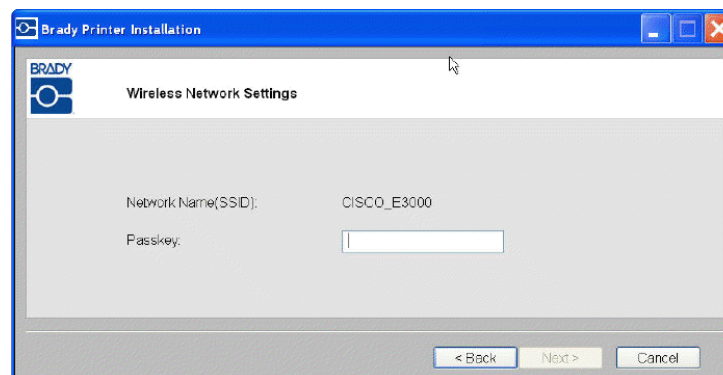 Brady Printer Installation
BRADY
Wireless Network Settings
Network Name(SSID): CISCO_E3000
Passkey:
< Back Next > Cancel